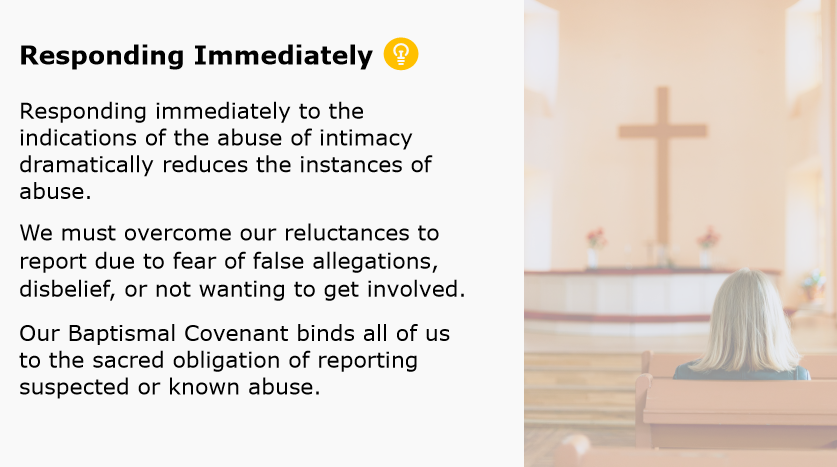 Responding Immediately
Responding immediately to the
indications of the abuse of intimacy
dramatically reduces the instances of
abuse.
We must overcome our reluctances to
report due to fear of false allegations,
disbelief, or not wanting to get involved.
Our Baptismal Covenant binds all of us
to the sacred obligation of reporting
suspected or known abuse.